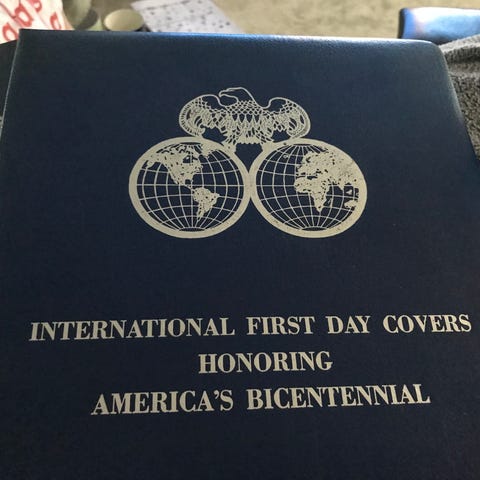 INTERNATIONAL FIRST DAY COVERS
HONORING
AMERICA'S BICENTENNIAL